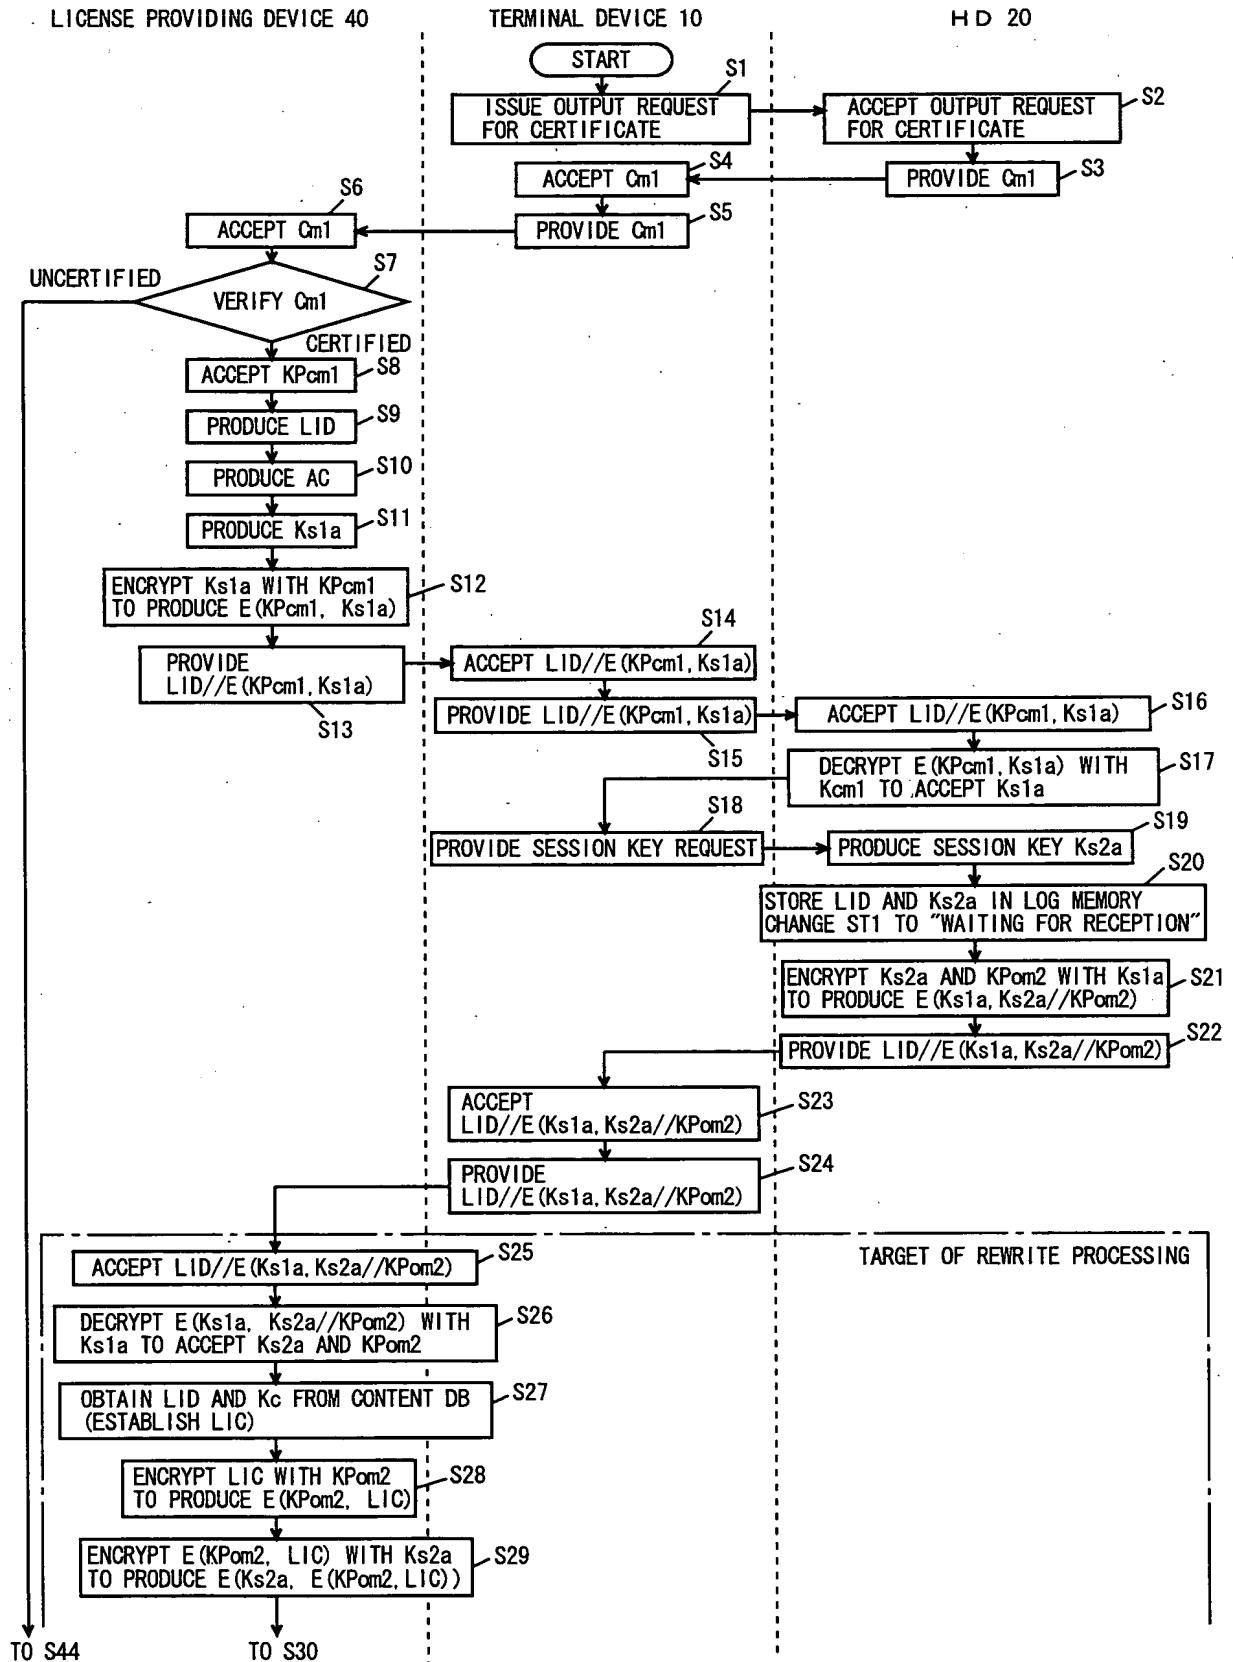 LICENSE PROVIDING DEVICE 40
TERMINAL DEVICE 10
HD 20
START
S1
ISSUE OUTPUT REQUEST
FOR CERTIFICATE
S2
ACCEPT OUTPUT REQUEST
FOR CERTIFICATE
S3
PROVIDE Cm1
S4
ACCEPT Cm1
S5
PROVIDE Cm1
S6
ACCEPT Cm1
S7
VERIFY Cm1
UNCERTIFIED
CERTIFIED
S8
ACCEPT KPcm1
S9
PRODUCE LID
S10
PRODUCE AC
S11
PRODUCE Ks1a
S12
ENCRYPT Ks1a WITH KPcm1
TO PRODUCE E(KPcm1, Ks1a)
PROVIDE
LID//E(KPcm1,Ks1a)
S13
S14
ACCEPT LID//E(KPcm1,Ks1a)
PROVIDE LID//E(KPcm1,Ks1a)
S15
S16
ACCEPT LID//E(KPcm1,Ks1a)
S17
DECRYPT E(KPcm1,Ks1a) WITH
Kcm1 TO ACCEPT Ks1a
S18
PROVIDE SESSION KEY REQUEST
S19
PRODUCE SESSION KEY Ks2a
S20
STORE LID AND Ks2a IN LOG MEMORY
CHANGE ST1 TO "WAITING FOR RECEPTION"
S21
ENCRYPT Ks2a AND KPom2 WITH Ks1a
TO PRODUCE E(Ks1a,Ks2a//KPom2)
S22
PROVIDE LID//E(Ks1a,Ks2a//KPom2)
S23
ACCEPT
LID//E(Ks1a,Ks2a//KPom2)
S24
PROVIDE
LID//E(Ks1a,Ks2a//KPom2)
TARGET OF REWRITE PROCESSING
S25
ACCEPT LID//E(Ks1a,Ks2a//KPom2)
S26
DECRYPT E(Ks1a, Ks2a//KPom2) WITH
Ks1a TO ACCEPT Ks2a AND KPom2
S27
OBTAIN LID AND Kc FROM CONTENT DB
(ESTABLISH LIC)
S28
ENCRYPT LIC WITH KPom2
TO PRODUCE E(KPom2, LIC)
S29
ENCRYPT E(KPom2, LIC) WITH Ks2a
TO PRODUCE E(Ks2a, E(KPom2,LIC))
TO S44
TO S30